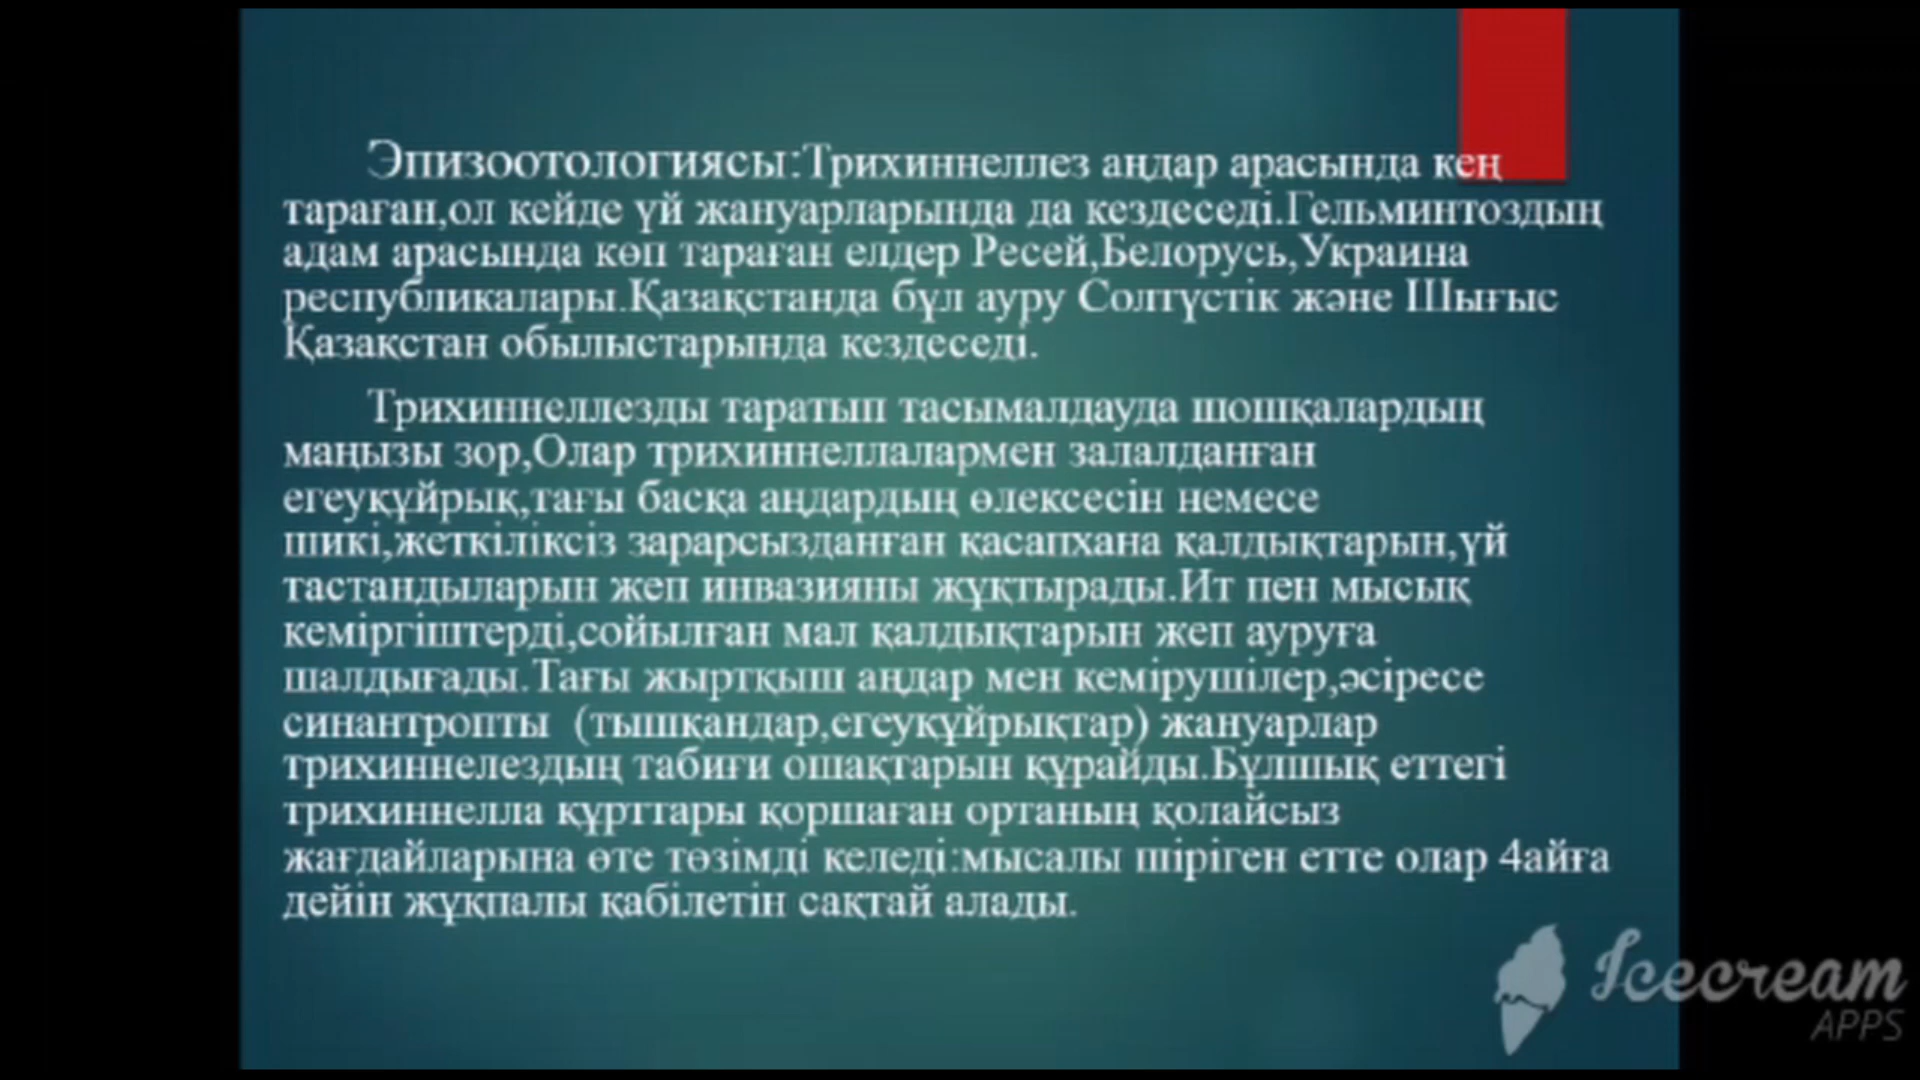 Эпизоотологиясы:Трихиннеллез аңдар арасында кең
тараған,ол кейде үй жануарларында да кездеседі.Гельминтоздың
адам арасында көп тараған елдер Ресей,Белорусь,Украина
республикалары.Қазақстанда бұл ауру Солтүстік және Шығыс
Қазақстан обылыстарында кездеседі.
Трихиннеллезды таратып тасымалдауда шошқалардың
маңызы зор,Олар трихиннеллалармен залалданған
егеуқұйрық,тағы басқа аңдардың өлексесін немесе
шикі,жеткіліксіз зарарсызданған қасапхана қалдықтарын,үй
тастандыларын жеп инвазияны жұқтырады.Ит пен мысық
кеміргіштерді,сойылған мал қалдықтарын жеп ауруға
шалдығады.Тағы жыртқыш аңдар мен кемірушілер,әсіресе
синантропты (тышқандар,егеуқұйрықтар) жануарлар
трихиннелездың табиғи ошақтарын құрайды.Бұлшық еттегі
трихиннелла құрттары қоршаған ортаның қолайсыз
жағдайларына өте төзімді келеді:мысалы шіріген етте олар 4айға
дейін жұқпалы қабілетін сақтай алады.
Icecream
APPS